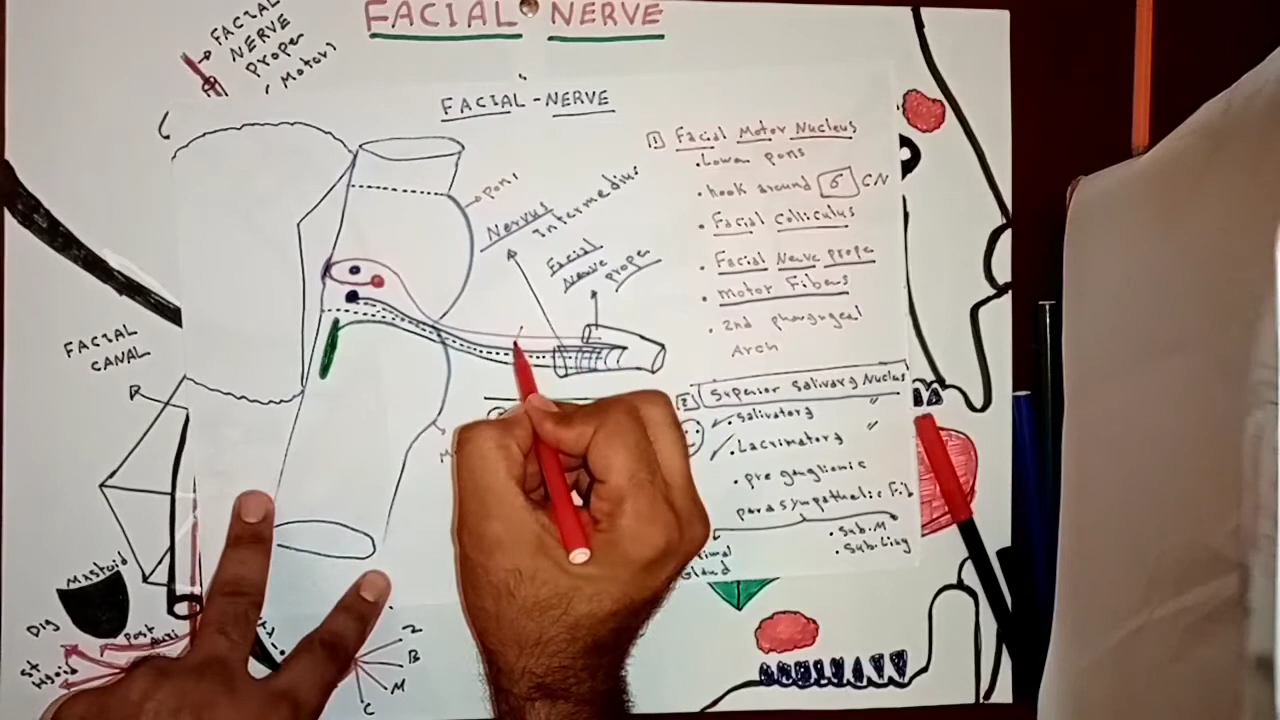 FACIAL NERVE
FACIAL
NERVE
Proper
Motor)
FACIAL-NERVE
Pons
Nervus
Intermedius
Facial
Nerve
proper
FACIAL
CANAL
1 Facial Motor Nucleus
• Lower pons
• hook around 6 CN
• Facial Colliculus
• Facial Nerve prope
• Motor Fibers
• 2nd pharyngeal
Arch
2 Superior Salivary Nucleus
• Salivatory "
• Lacrimatory "
• pre ganglionic
parasympathetic Fib
• Sub.M
• Sub.Ling
Gland
M
Mastoid
Dig
Post
St
Hyoid
Z
B
M
C